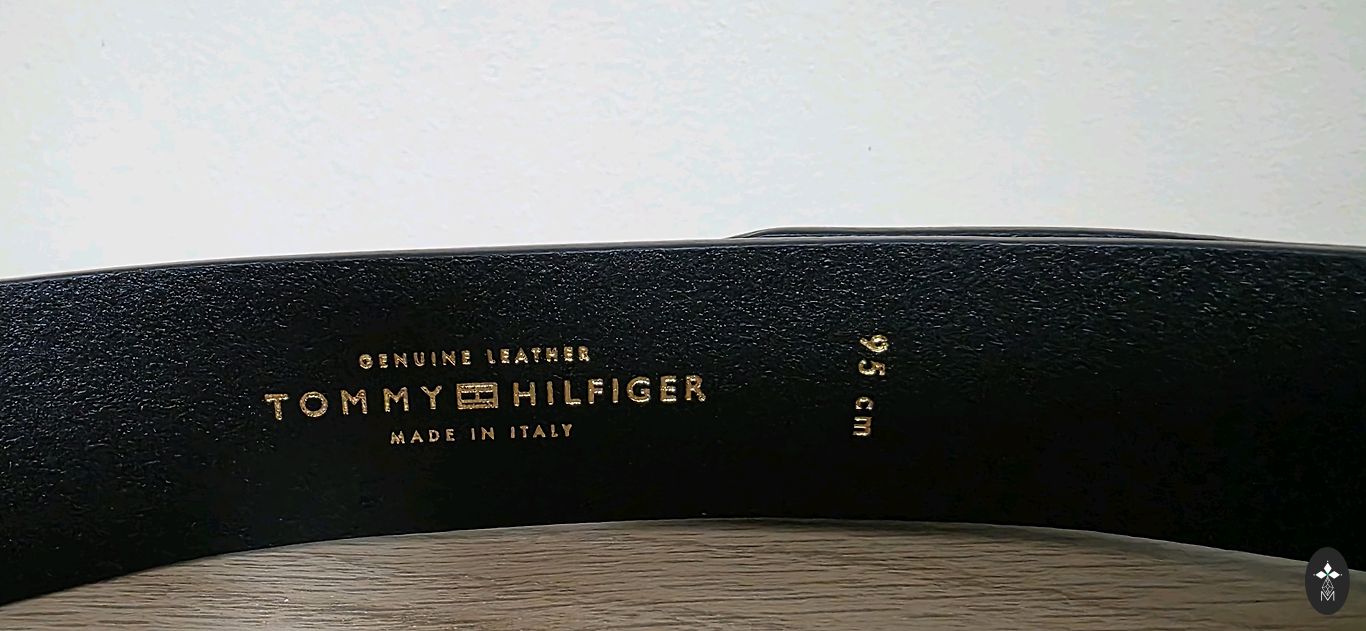 GENUINE LEATHER
TOMMY HILFIGER
MADE IN ITALY
95 cm
M